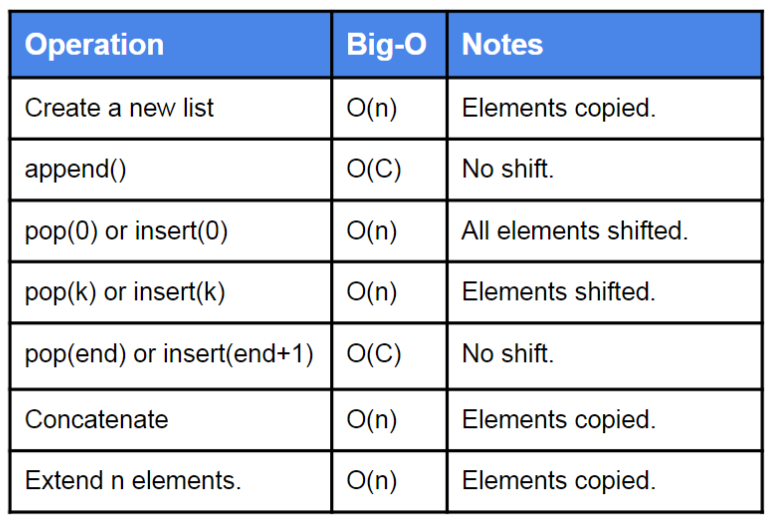 Operation Big-O Notes
Create a new list O(n) Elements copied.
append() O(C) No shift.
pop(0) or insert(0) O(n) All elements shifted.
pop(k) or insert(k) O(n) Elements shifted.
pop(end) or insert(end+1) O(C) No shift.
Concatenate O(n) Elements copied.
Extend n elements. O(n) Elements copied.